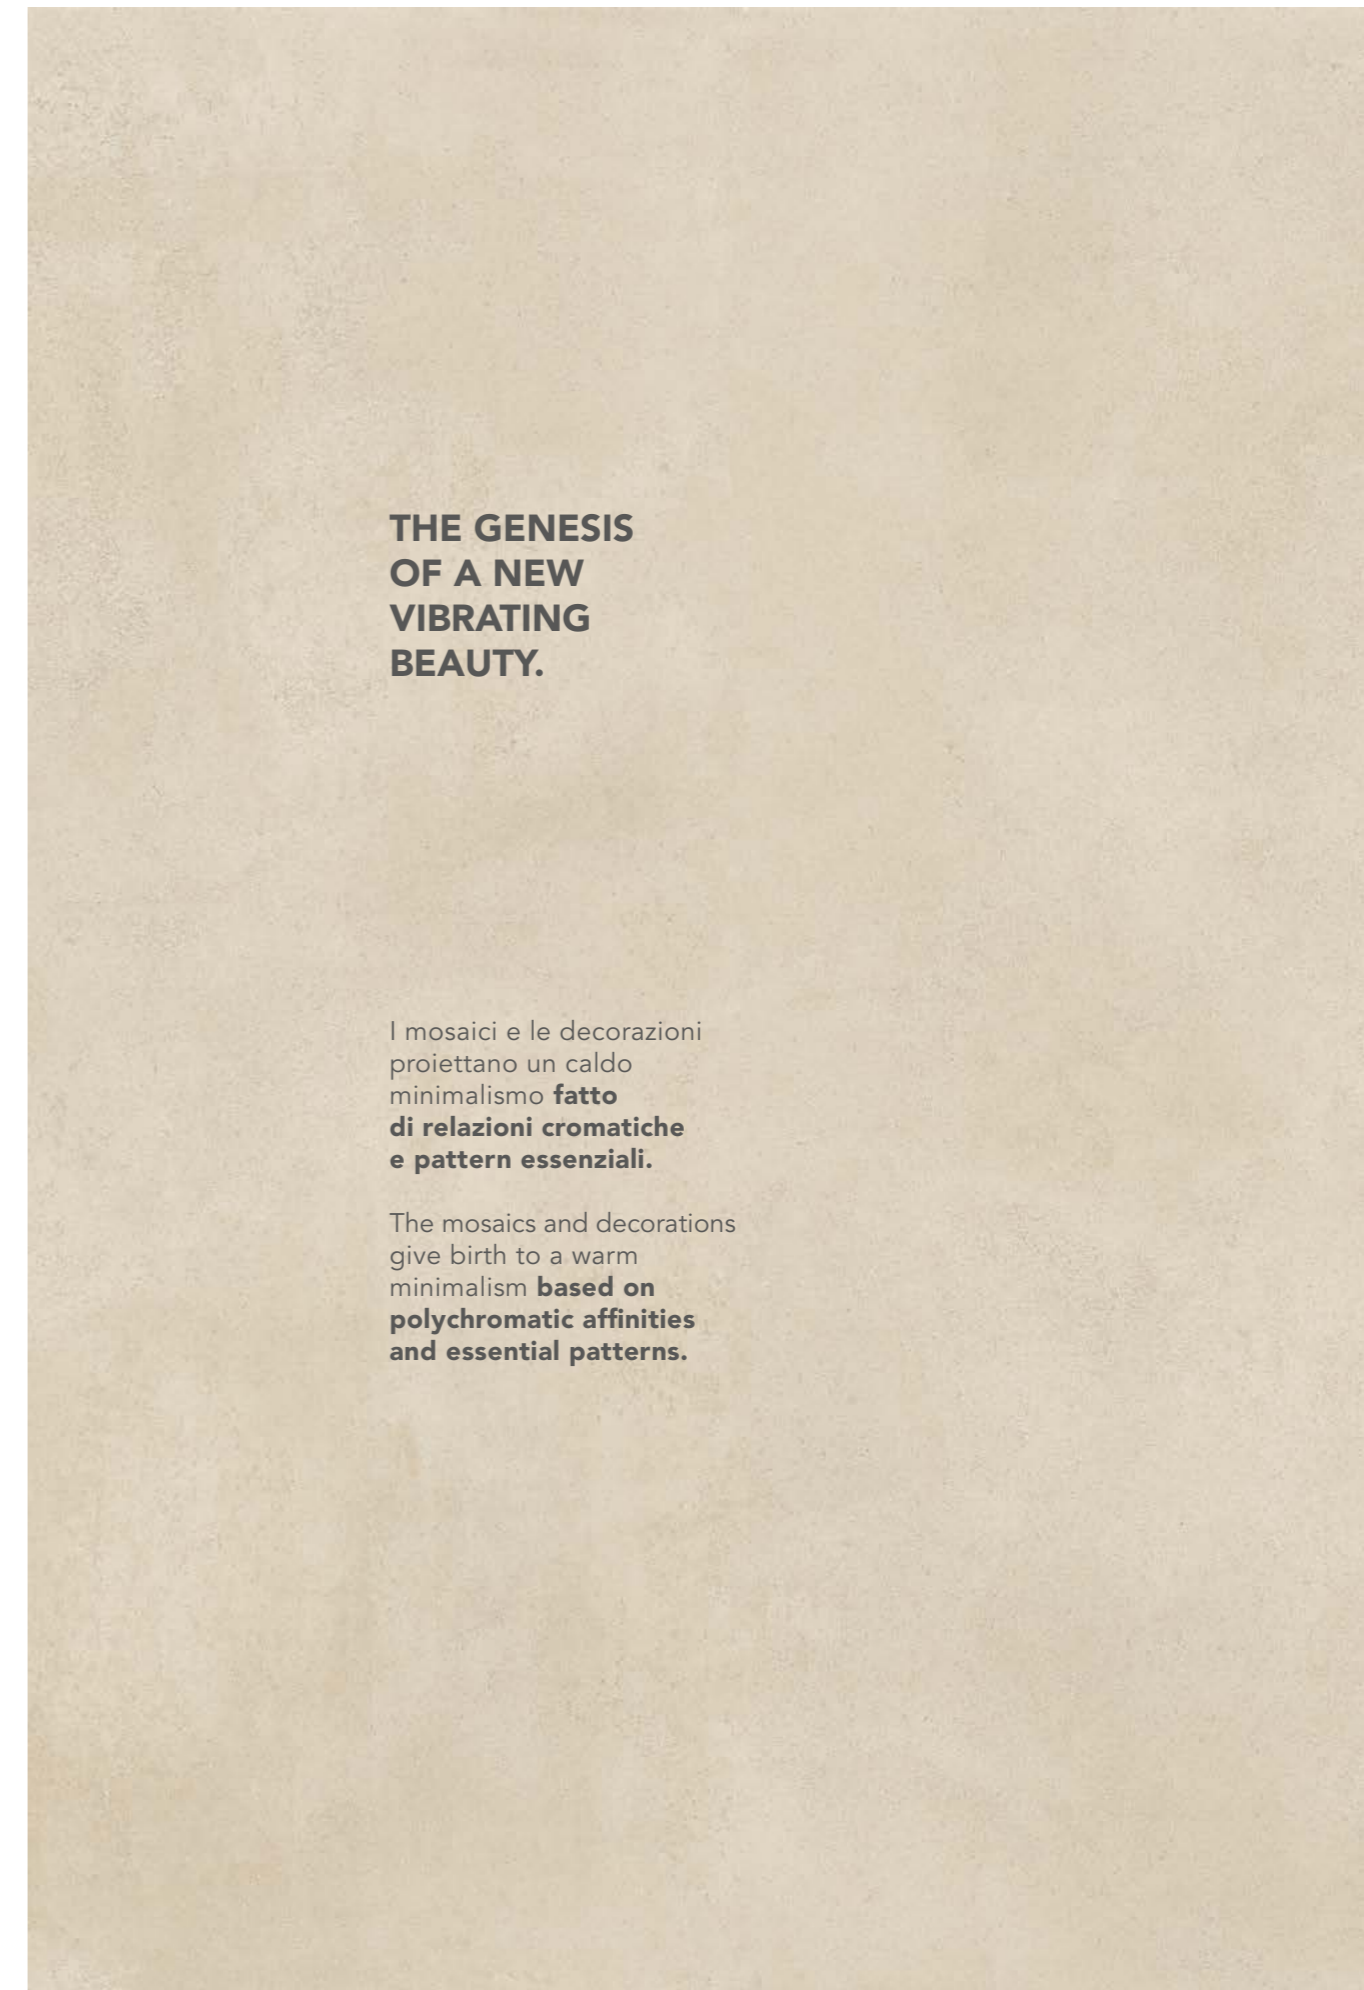 THE GENESIS
OF A NEW
VIBRATING
BEAUTY.
I mosaici e le decorazioni
proiettano un caldo
minimalismo fatto
di relazioni cromatiche
e pattern essenziali.
The mosaics and decorations
give birth to a warm
minimalism based on
polychromatic affinities
and essential patterns.